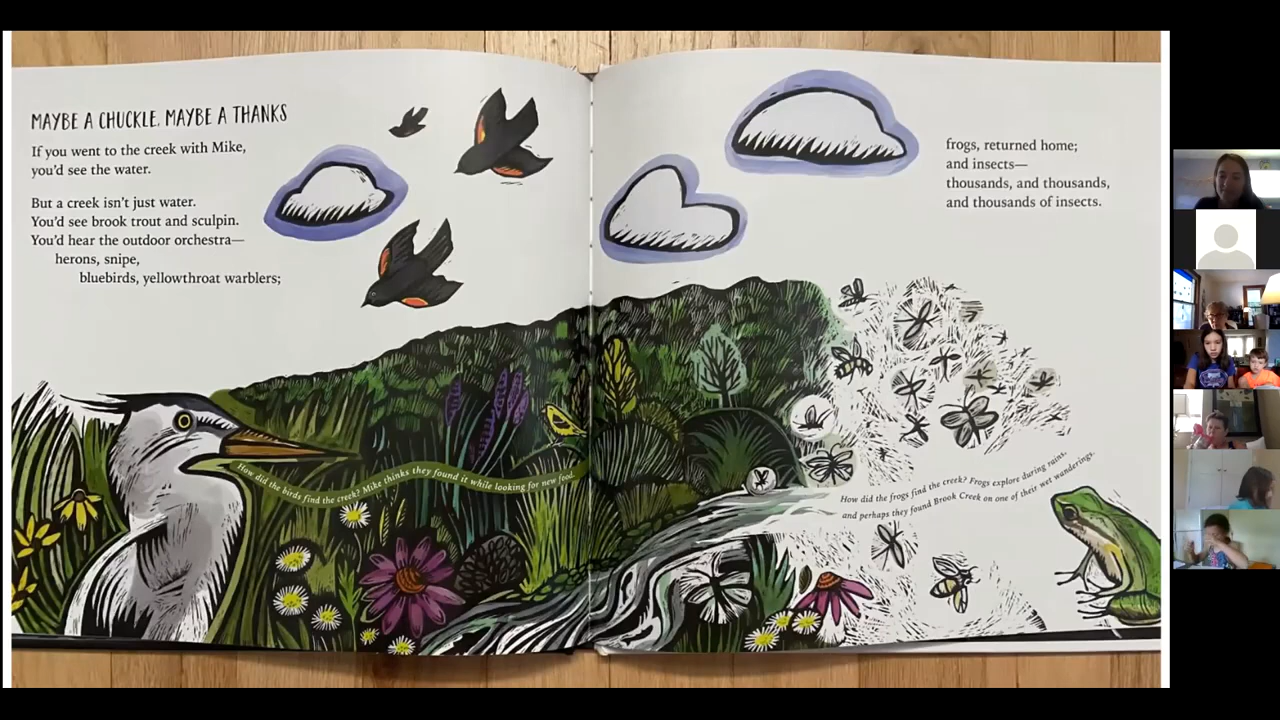 MAYBE A CHUCKLE, MAYBE A THANKS
If you went to the creek with Mike,
you'd see the water.
But a creek isn't just water.
You'd see brook trout and sculpin.
You'd hear the outdoor orchestra—
herons, snipe,
bluebirds, yellowthroat warblers;
How did the birds find the creek? Mike thinks they found it while looking for new food.
frogs, returned home;
and insects—
thousands, and thousands,
and thousands of insects.
How did the frogs find the creek? Frogs explore during rains,
and perhaps they found Brook Creek on one of their wet wanderings.